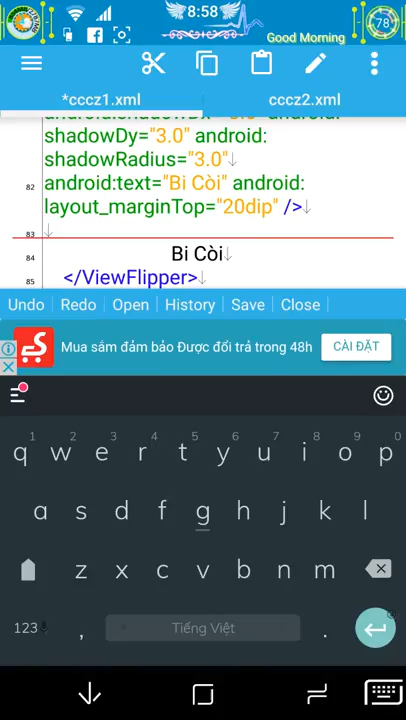 8:58
Good Morning
78
*cccz1.xml
cccz2.xml
shadowDy="3.0" android:
shadowRadius="3.0"↓
82
android:text="Bi Còi" android:
layout_marginTop="20dip" />↓
83
↓
84
Bi Còi↓
85
</ViewFlipper>↓
Undo
Redo
Open
History
Save
Close
Mua sắm đảm bảo Được đổi trả trong 48h
CÀI ĐẶT
1 2 3 4 5 6 7 8 9 0
q w e r t y u i o p
a s d f g h j k l
z x c v b n m
123 , Tiếng Việt .